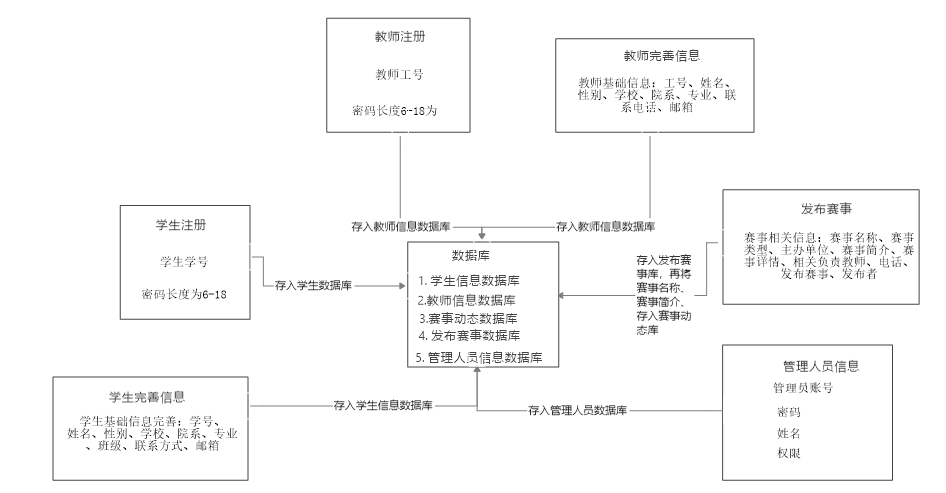 教师注册
教师工号
密码长度6-18为
教师完善信息
教师基础信息：工号、姓名、
性别、学校、院系、专业、联
系电话、邮箱
学生注册
学生学号
密码长度为6-18
存入教师信息数据库
存入教师信息数据库
发布赛事
赛事相关信息：赛事名称、赛事
类型、主办单位、赛事简介、赛
事详情、相关负责教师、电话、
发布赛事、发布者
存入学生数据库
数据库
1. 学生信息数据库
2.教师信息数据库
3.赛事动态数据库
4. 发布赛事数据库
5. 管理人员信息数据库
存入发布赛
事库，再将
赛事名称、
赛事简介、
存入赛事动
态库
学生完善信息
学生基础信息完善：学号、
姓名、性别、学校、院系、专业
、班级、联系方式、邮箱
存入学生信息数据库
存入管理人员数据库
管理人员信息
管理员账号
密码
姓名
权限